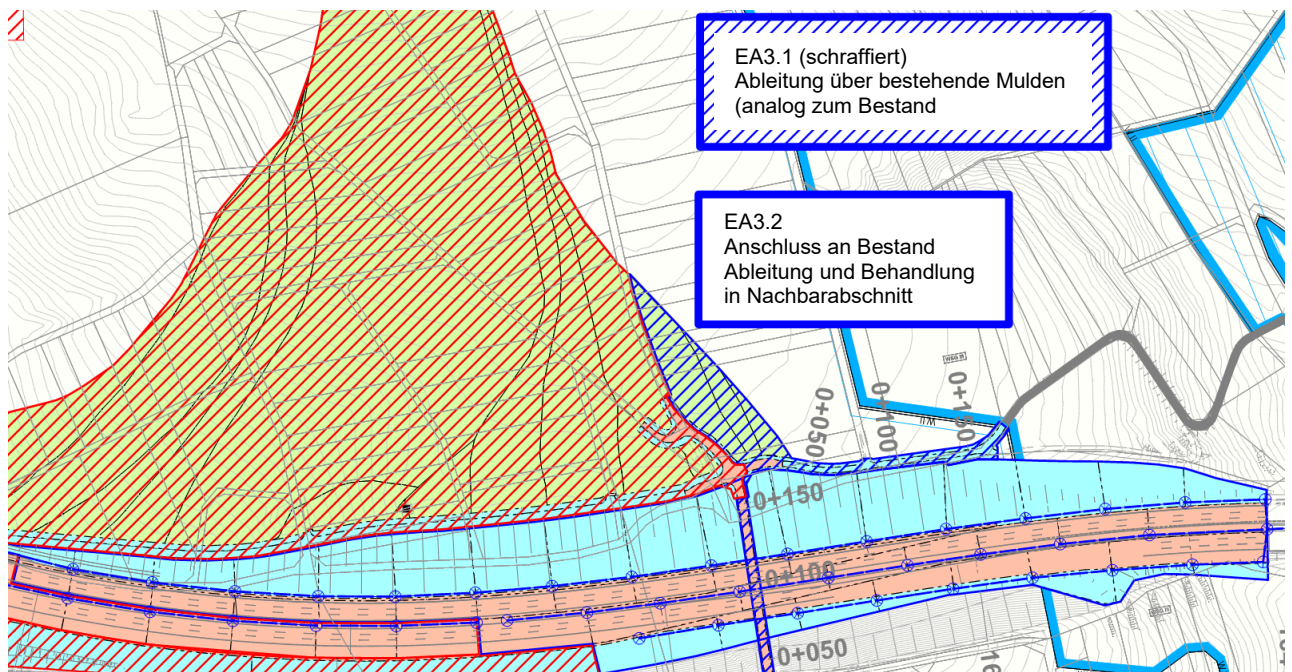 EA3.1 (schraffiert)
Ableitung über bestehende Mulden
(analog zum Bestand
EA3.2
Anschluss an Bestand
Ableitung und Behandlung
in Nachbarabschnitt
0+050
0+100
0+150
0+150
0+100
0+050